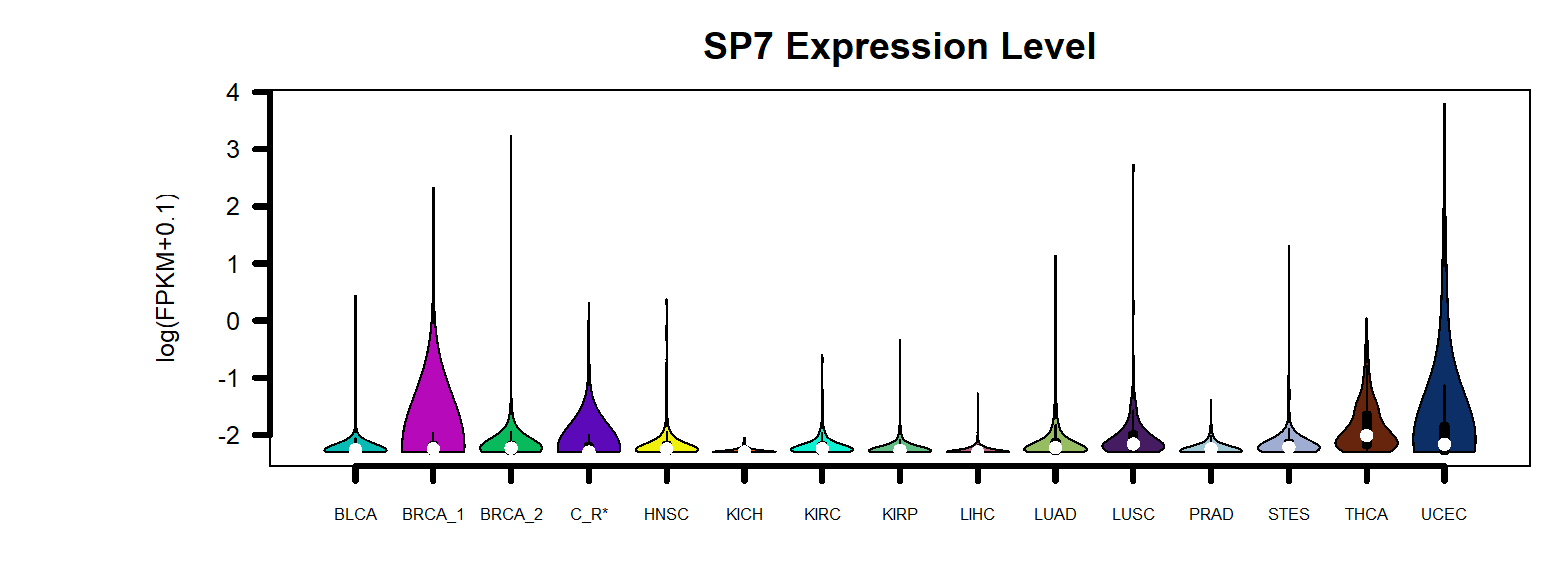 SP7 Expression Level
log(FPKM+0.1)
4
3
2
1
0
-1
-2
BLCA BRCA_1 BRCA_2 C_R* HNSC KICH KIRC KIRP LIHC LUAD LUSC PRAD STES THCA UCEC